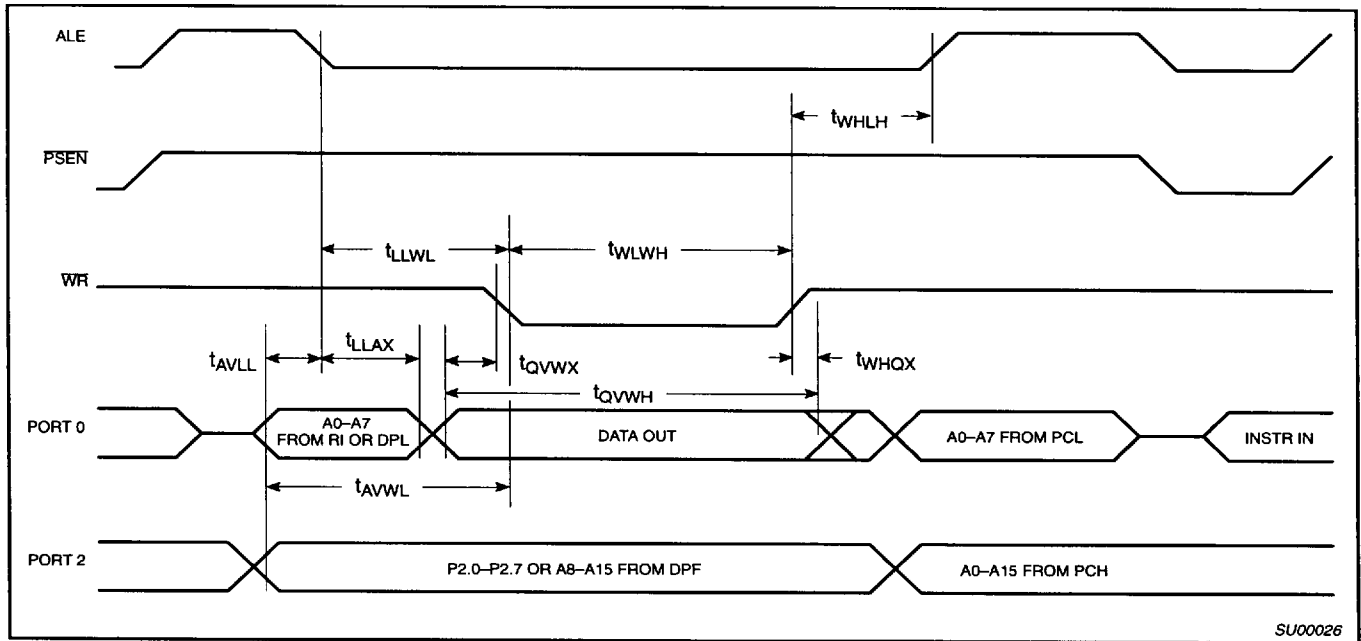 ALE
tWHLH
PSEN
tLLWL
tWLWH
WR
tAVLL
tLLAX
tQVWX
tWHQX
tQVWH
PORT 0
A0–A7
FROM RI OR DPL
DATA OUT
A0–A7 FROM PCL
INSTR IN
tAVWL
PORT 2
P2.0–P2.7 OR A8–A15 FROM DPF
A0–A15 FROM PCH
SU00026